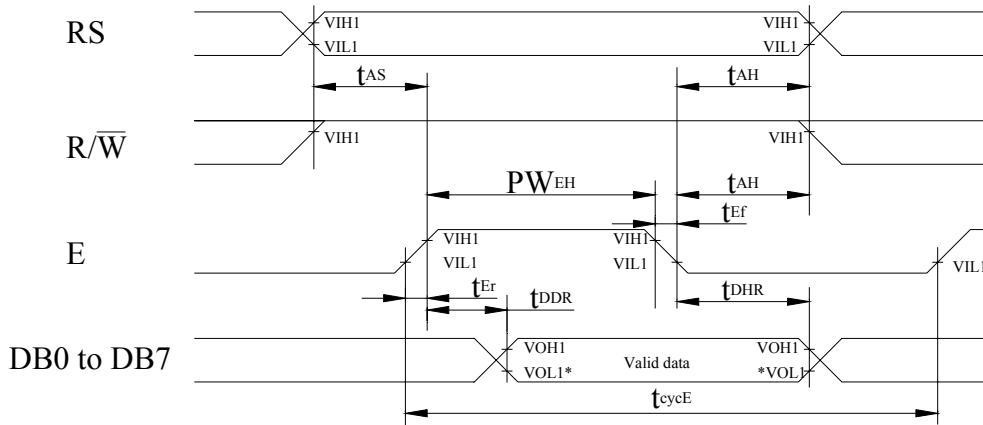 RS VIH1 VIH1
VIL1 VIL1
tAS tAH
R/W̅ VIH1 VIH1
PWEH tAH
tEf
E VIH1 VIH1
VIL1 VIL1 VIL1
tEr tDDR tDHR
DB0 to DB7 VOH1 Valid data VOH1
VOL1* *VOL1
tcycE